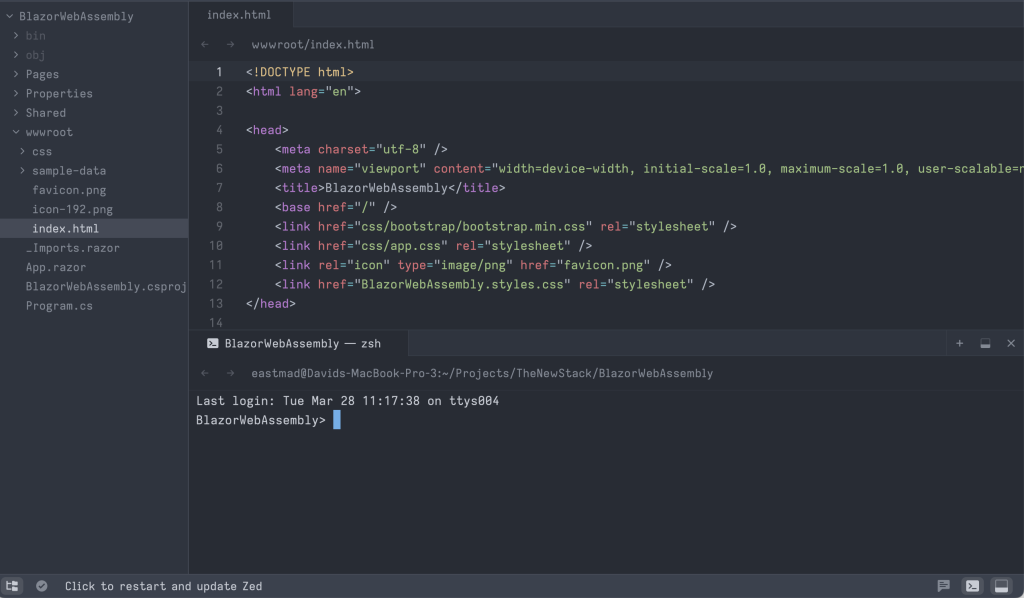 BlazorWebAssembly
bin
obj
Pages
Properties
Shared
wwwroot
css
sample-data
favicon.png
icon-192.png
index.html
_Imports.razor
App.razor
BlazorWebAssembly.csproj
Program.cs
index.html
wwwroot/index.html
1 <!DOCTYPE html>
2 <html lang="en">
3
4 <head>
5 <meta charset="utf-8" />
6 <meta name="viewport" content="width=device-width, initial-scale=1.0, maximum-scale=1.0, user-scalable=n
7 <title>BlazorWebAssembly</title>
8 <base href="/" />
9 <link href="css/bootstrap/bootstrap.min.css" rel="stylesheet" />
10 <link href="css/app.css" rel="stylesheet" />
11 <link rel="icon" type="image/png" href="favicon.png" />
12 <link href="BlazorWebAssembly.styles.css" rel="stylesheet" />
13 </head>
14
BlazorWebAssembly — zsh
eastmad@Davids-MacBook-Pro-3:~/Projects/TheNewStack/BlazorWebAssembly
Last login: Tue Mar 28 11:17:38 on ttys004
BlazorWebAssembly>
Click to restart and update Zed